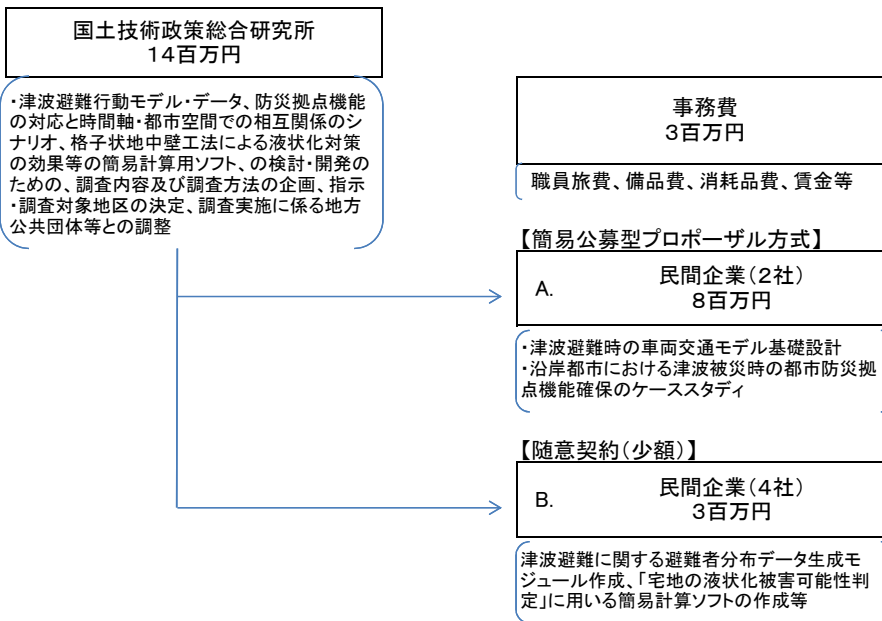 国土技術政策総合研究所
14百万円
・津波避難行動モデル・データ、防災拠点機能
の対応と時間軸・都市空間での相互関係のシ
ナリオ、格子状地中壁工法による液状化対策
の効果等の簡易計算用ソフト、の検討・開発の
ための、調査内容及び調査方法の企画、指示
・調査対象地区の決定、調査実施に係る地方
公共団体等との調整
事務費
3百万円
職員旅費、備品費、消耗品費、賃金等
【簡易公募型プロポーザル方式】
A. 民間企業(2社)
8百万円
・津波避難時の車両交通モデル基礎設計
・沿岸都市における津波被災時の都市防災拠
点機能確保のケーススタディ
【随意契約(少額)】
B. 民間企業(4社)
3百万円
津波避難に関する避難者分布データ生成モ
ジュール作成、「宅地の液状化被害可能性判
定」に用いる簡易計算ソフトの作成等